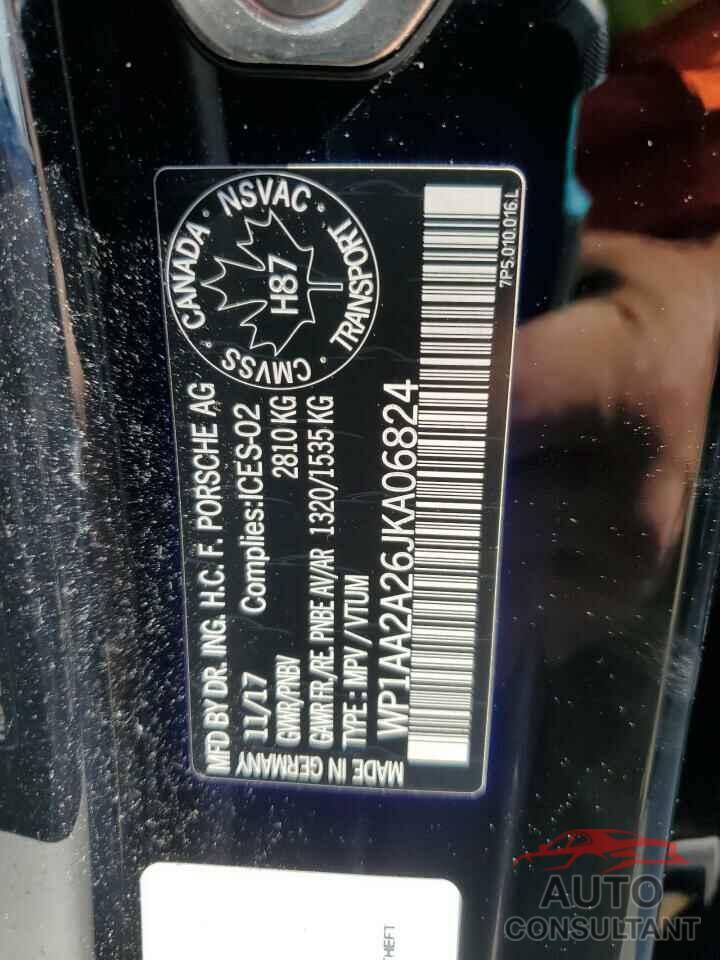 MFD BY DR. ING. H.C. F. PORSCHE AG
11/17 Complies:ICES-02
GVWR/PNBV 2810 KG
GAWR FR/RE. PNBE AV/AR 1320/1535 KG
TYPE : MPV / VTUM
MADE IN GERMANY
WP1AA2A26JKA06824
CANADA · NSVAC · TRANSPORT · CMVSS
H87
7P5.010.016.L
THEFT
AUTO
CONSULTANT